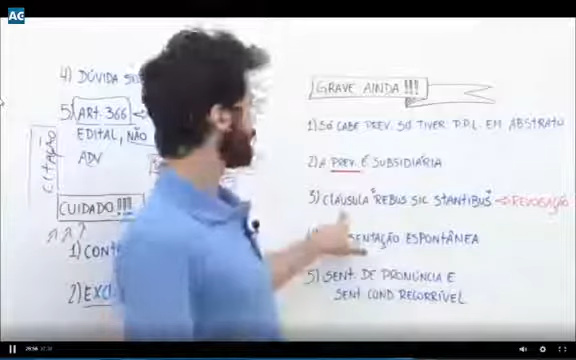 AC
4) DÚVIDA
5) ART. 366
EDITAL, NÃO
ADV
CITAÇÃO
CUIDADO!!!
1) CONT
2) EXC
GRAVE AINDA!!!
1) SÓ CABE PREV. SO TIVER P.P.L EM ABSTRATO
2) A PREV. É SUBSIDIÁRIA
3) CLÁUSULA "REBUS SIC STANTIBUS" REVOGAÇÃO
SENTAÇÃO ESPONTÂNEA
5) SENT. DE PRONÚNCIA E
SENT COND RECORRÍVEL